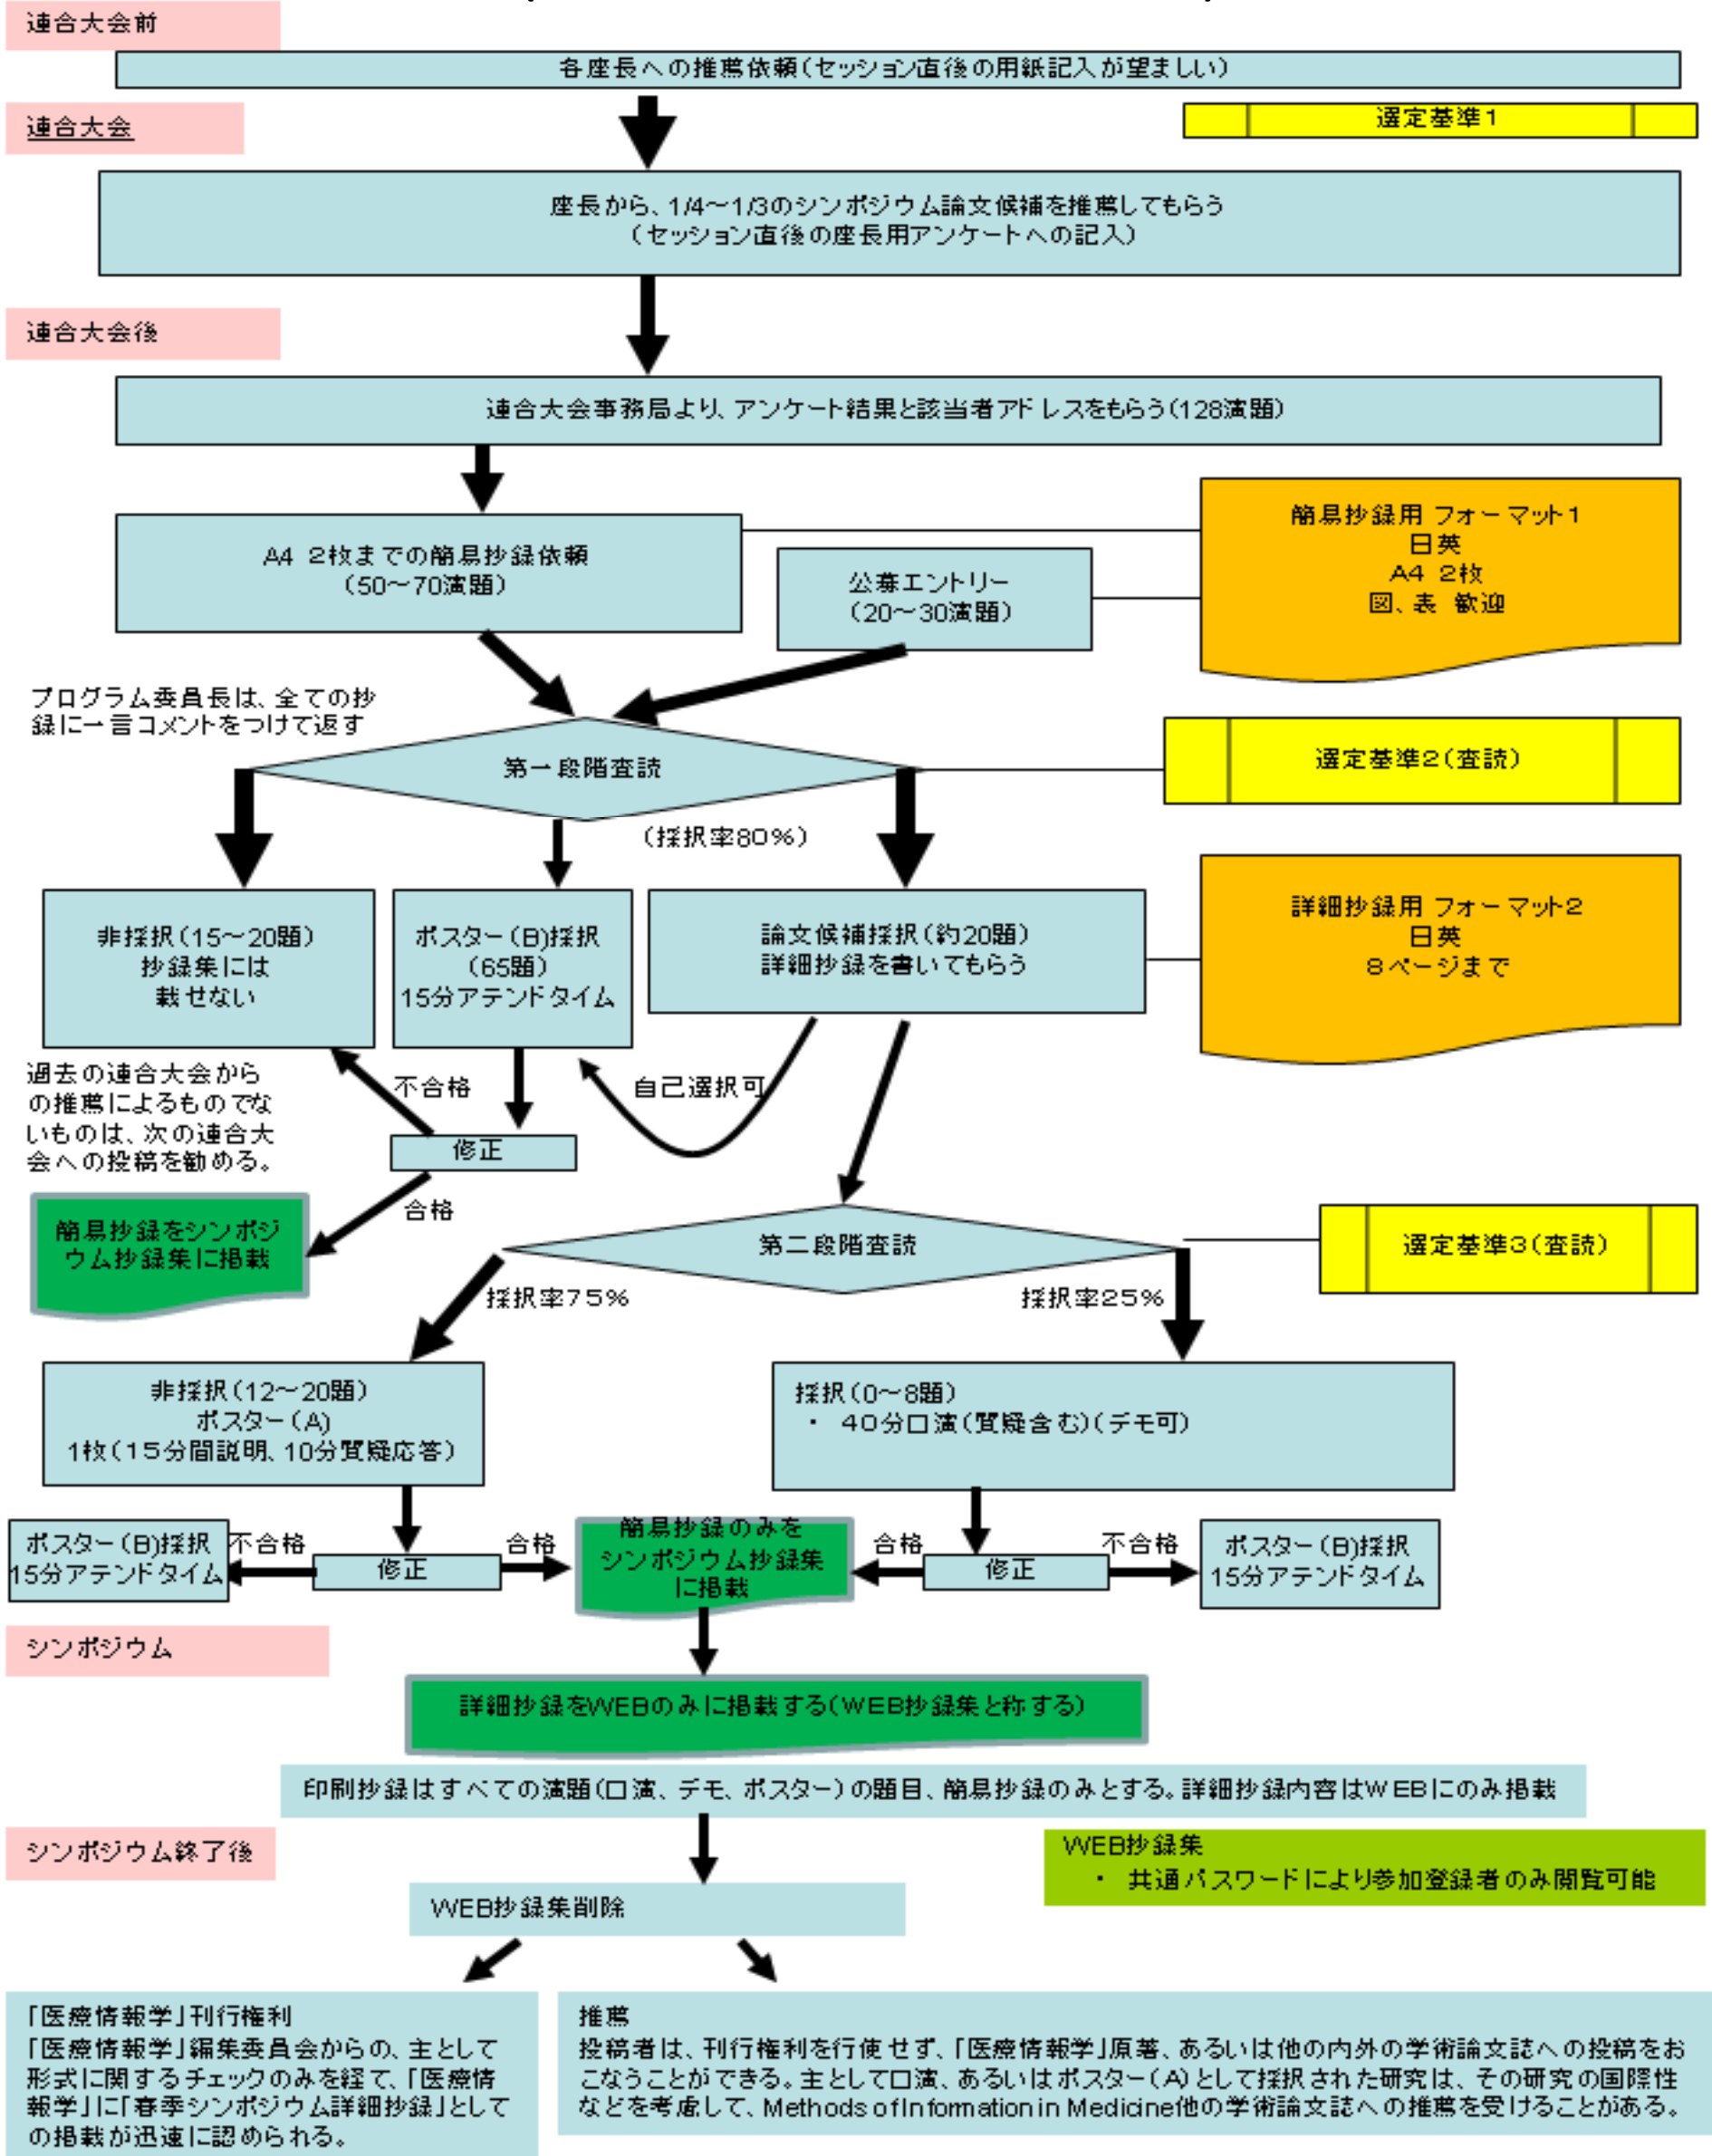 連合大会前
各座長への推薦依頼(セッション直後の用紙記入が望ましい)
連合大会
選定基準1
座長から、1/4～1/3のシンポジウム論文候補を推薦してもらう
(セッション直後の座長用アンケートへの記入)
連合大会後
連合大会事務局より、アンケート結果と該当者アドレスをもらう(128演題)
A4 2枚までの簡易抄録依頼
(50～70演題)
公募エントリー
(20～30演題)
簡易抄録用 フォーマット1
日英
A4 2枚
図、表 歓迎
プログラム委員長は、全ての抄
録に一言コメントをつけて返す
第一段階査読
選定基準2(査読)
(採択率80%)
非採択(15～20題)
抄録集には
載せない
ポスター(B)採択
(65題)
15分アテンドタイム
論文候補採択(約20題)
詳細抄録を書いてもらう
詳細抄録用 フォーマット2
日英
8ページまで
過去の連合大会から
の推薦によるものでな
いものは、次の連合大
会への投稿を勧める。
不合格
自己選択可
修正
合格
簡易抄録をシンポジ
ウム抄録集に掲載
第二段階査読
選定基準3(査読)
採択率75%
採択率25%
非採択(12～20題)
ポスター(A)
1枚(15分間説明、10分質疑応答)
採択(0～8題)
・ 40分口演(質疑含む)(デモ可)
ポスター(B)採択
15分アテンドタイム
不合格
修正
合格
簡易抄録のみを
シンポジウム抄録集
に掲載
合格
修正
不合格
ポスター(B)採択
15分アテンドタイム
シンポジウム
詳細抄録をWEBのみに掲載する(WEB抄録集と称する)
印刷抄録はすべての演題(口演、デモ、ポスター)の題目、簡易抄録のみとする。詳細抄録内容はWEBにのみ掲載
シンポジウム終了後
WEB抄録集
・ 共通パスワードにより参加登録者のみ閲覧可能
WEB抄録集削除
「医療情報学」刊行権利
「医療情報学」編集委員会からの、主として
形式に関するチェックのみを経て、「医療情
報学」に「春季シンポジウム詳細抄録」として
の掲載が迅速に認められる。
推薦
投稿者は、刊行権利を行使せず、「医療情報学」原著、あるいは他の内外の学術論文誌への投稿をお
こなうことができる。主として口演、あるいはポスター(A)として採択された研究は、その研究の国際性
などを考慮して、Methods of Information in Medicine他の学術論文誌への推薦を受けることがある。